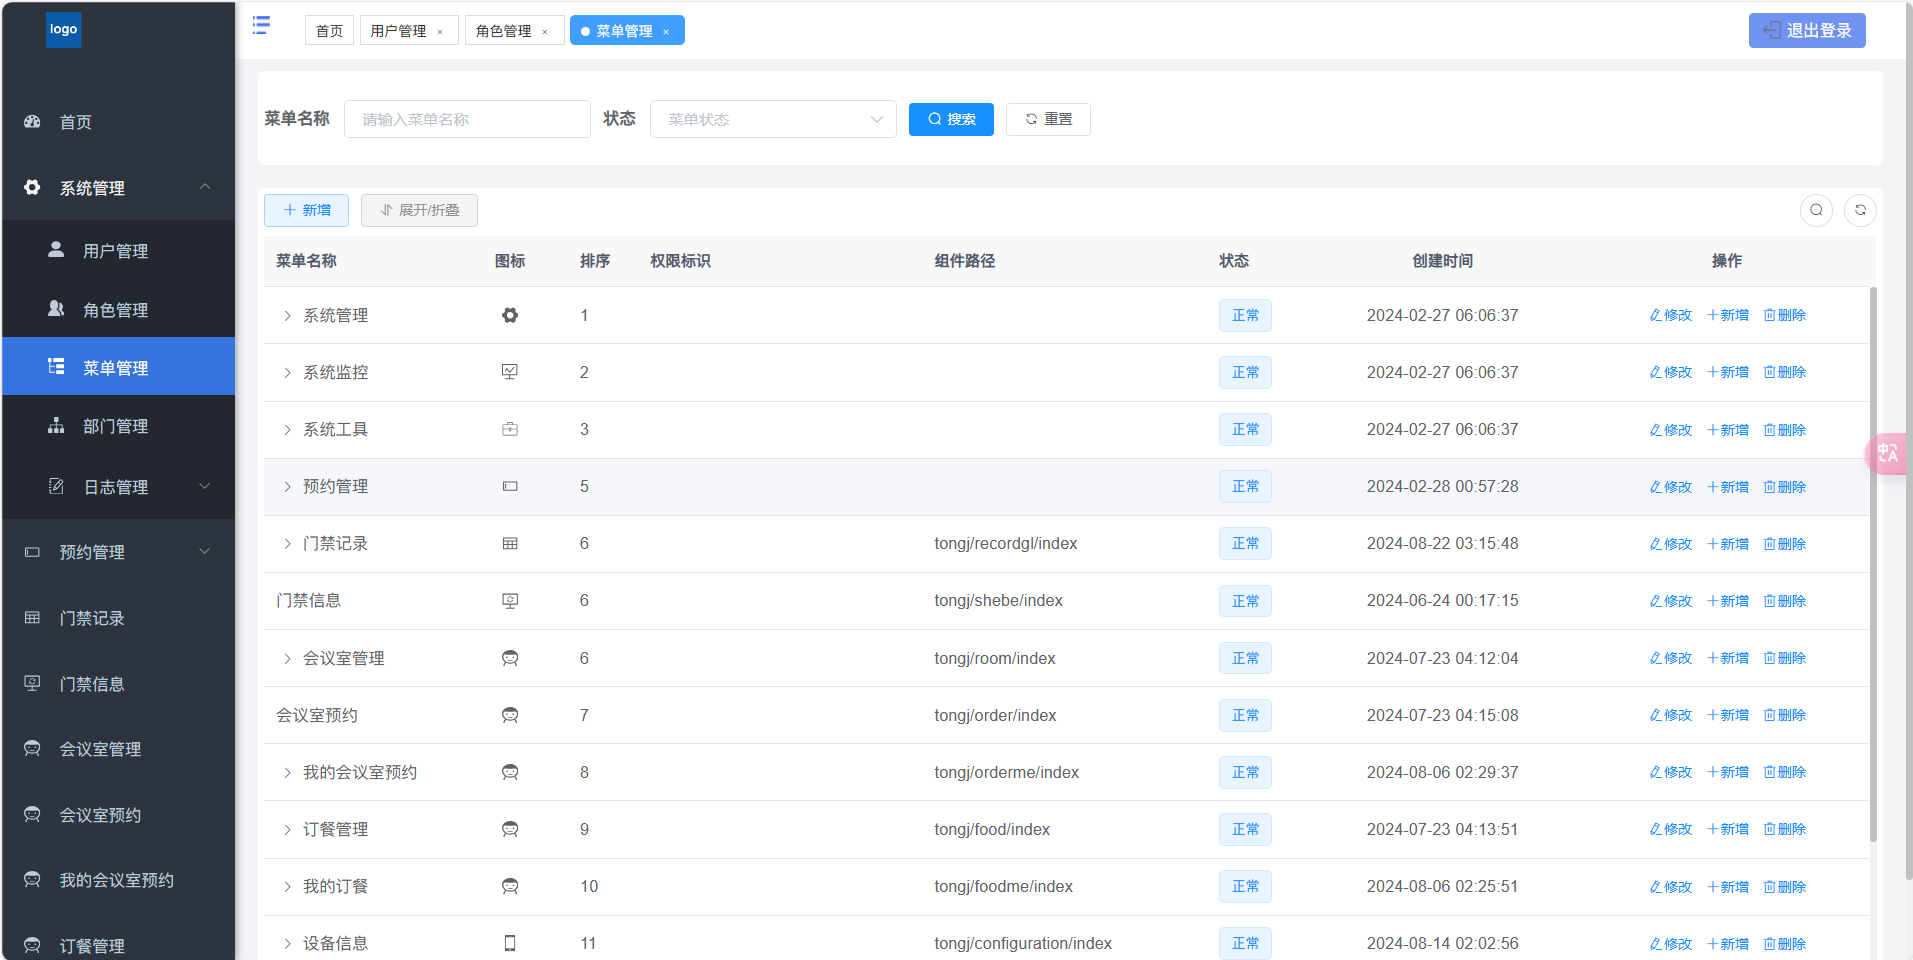 logo
首页
用户管理 ×
角色管理 ×
菜单管理 ×
退出登录
首页
系统管理
用户管理
角色管理
菜单管理
部门管理
日志管理
预约管理
门禁记录
门禁信息
会议室管理
会议室预约
我的会议室预约
订餐管理
菜单名称 请输入菜单名称 状态 菜单状态 搜索 重置
新增 展开/折叠
菜单名称 图标 排序 权限标识 组件路径 状态 创建时间 操作
系统管理 1 正常 2024-02-27 06:06:37 修改 新增 删除
系统监控 2 正常 2024-02-27 06:06:37 修改 新增 删除
系统工具 3 正常 2024-02-27 06:06:37 修改 新增 删除
预约管理 5 正常 2024-02-28 00:57:28 修改 新增 删除
门禁记录 6 tongj/recordgl/index 正常 2024-08-22 03:15:48 修改 新增 删除
门禁信息 6 tongj/shebe/index 正常 2024-06-24 00:17:15 修改 新增 删除
会议室管理 6 tongj/room/index 正常 2024-07-23 04:12:04 修改 新增 删除
会议室预约 7 tongj/order/index 正常 2024-07-23 04:15:08 修改 新增 删除
我的会议室预约 8 tongj/orderme/index 正常 2024-08-06 02:29:37 修改 新增 删除
订餐管理 9 tongj/food/index 正常 2024-07-23 04:13:51 修改 新增 删除
我的订餐 10 tongj/foodme/index 正常 2024-08-06 02:25:51 修改 新增 删除
设备信息 11 tongj/configuration/index 正常 2024-08-14 02:02:56 修改 新增 删除
中A